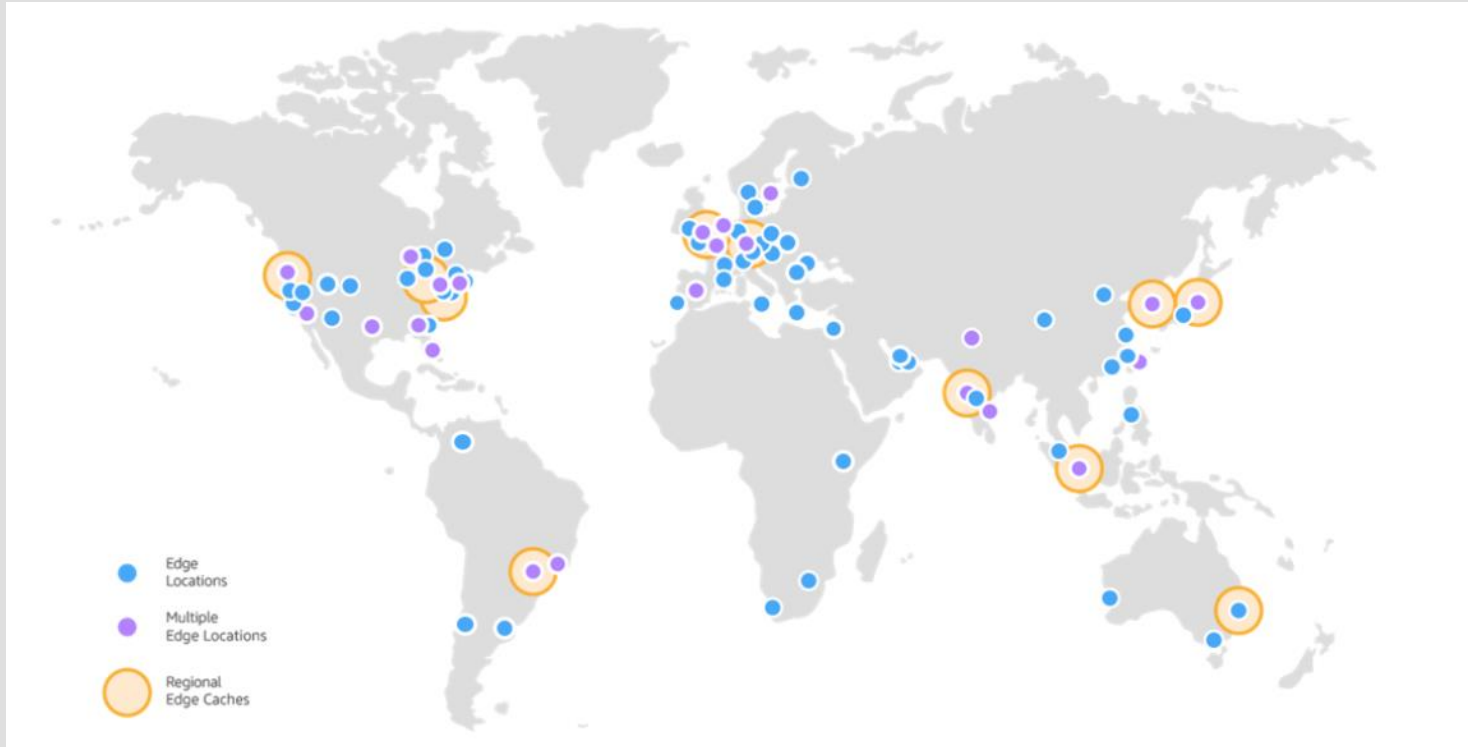 Edge
Locations
Multiple
Edge Locations
Regional
Edge Caches